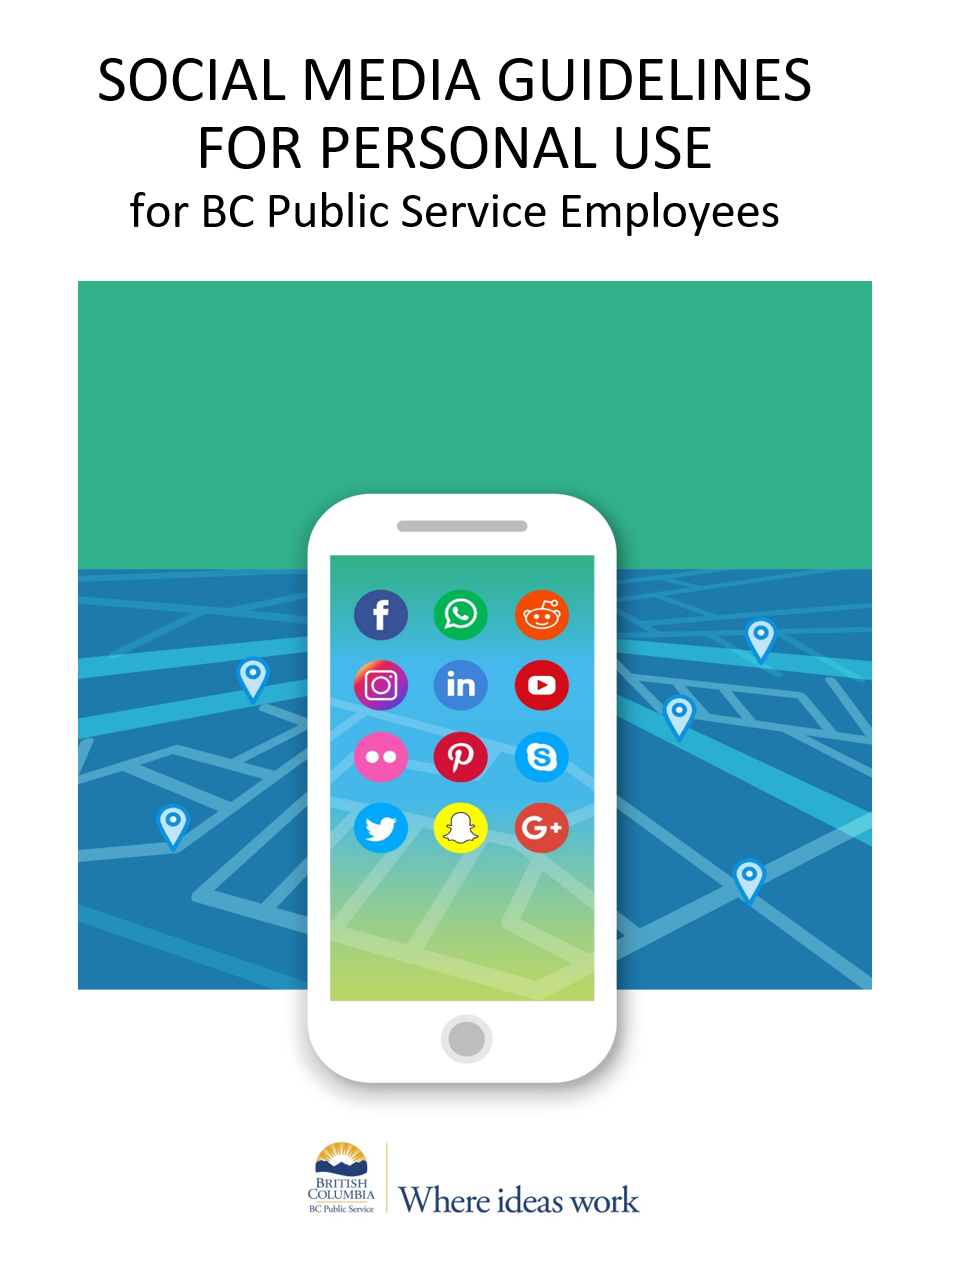 SOCIAL MEDIA GUIDELINES
FOR PERSONAL USE
for BC Public Service Employees
f
in
P
S
G+
BRITISH
COLUMBIA
BC Public Service
Where ideas work